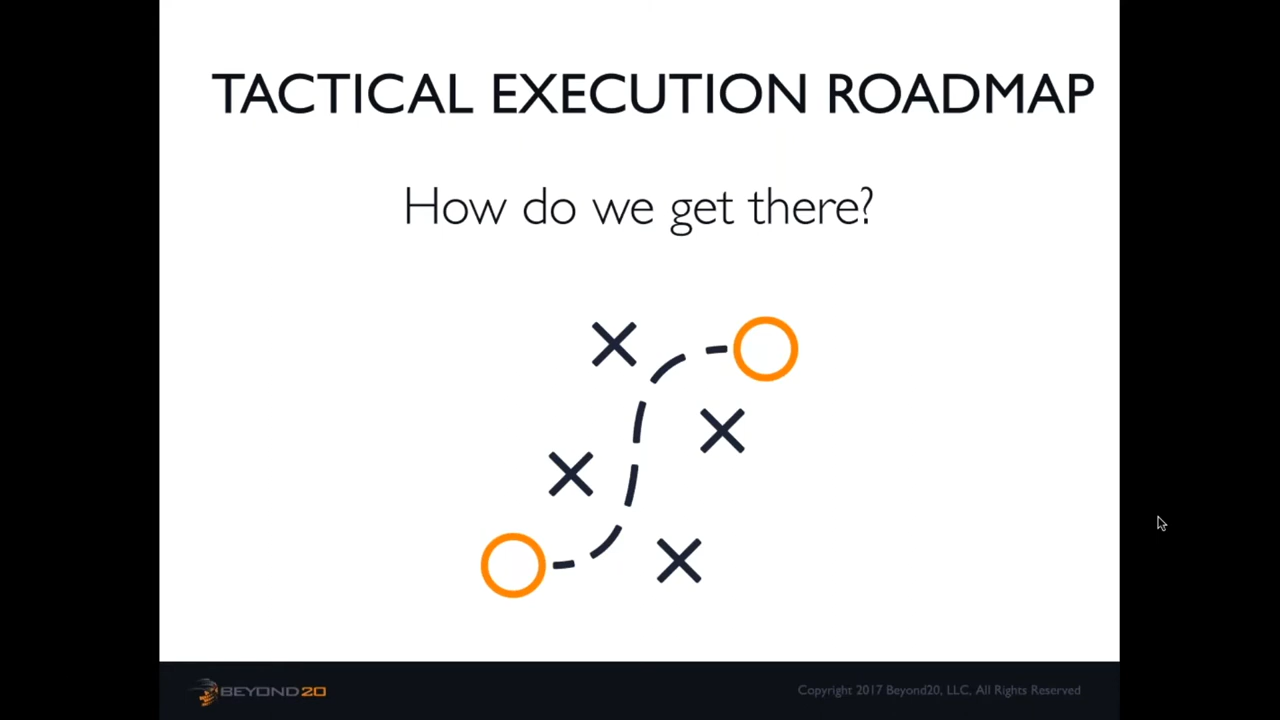 TACTICAL EXECUTION ROADMAP
How do we get there?
BEYOND20
Copyright 2017 Beyond20, LLC, All Rights Reserved